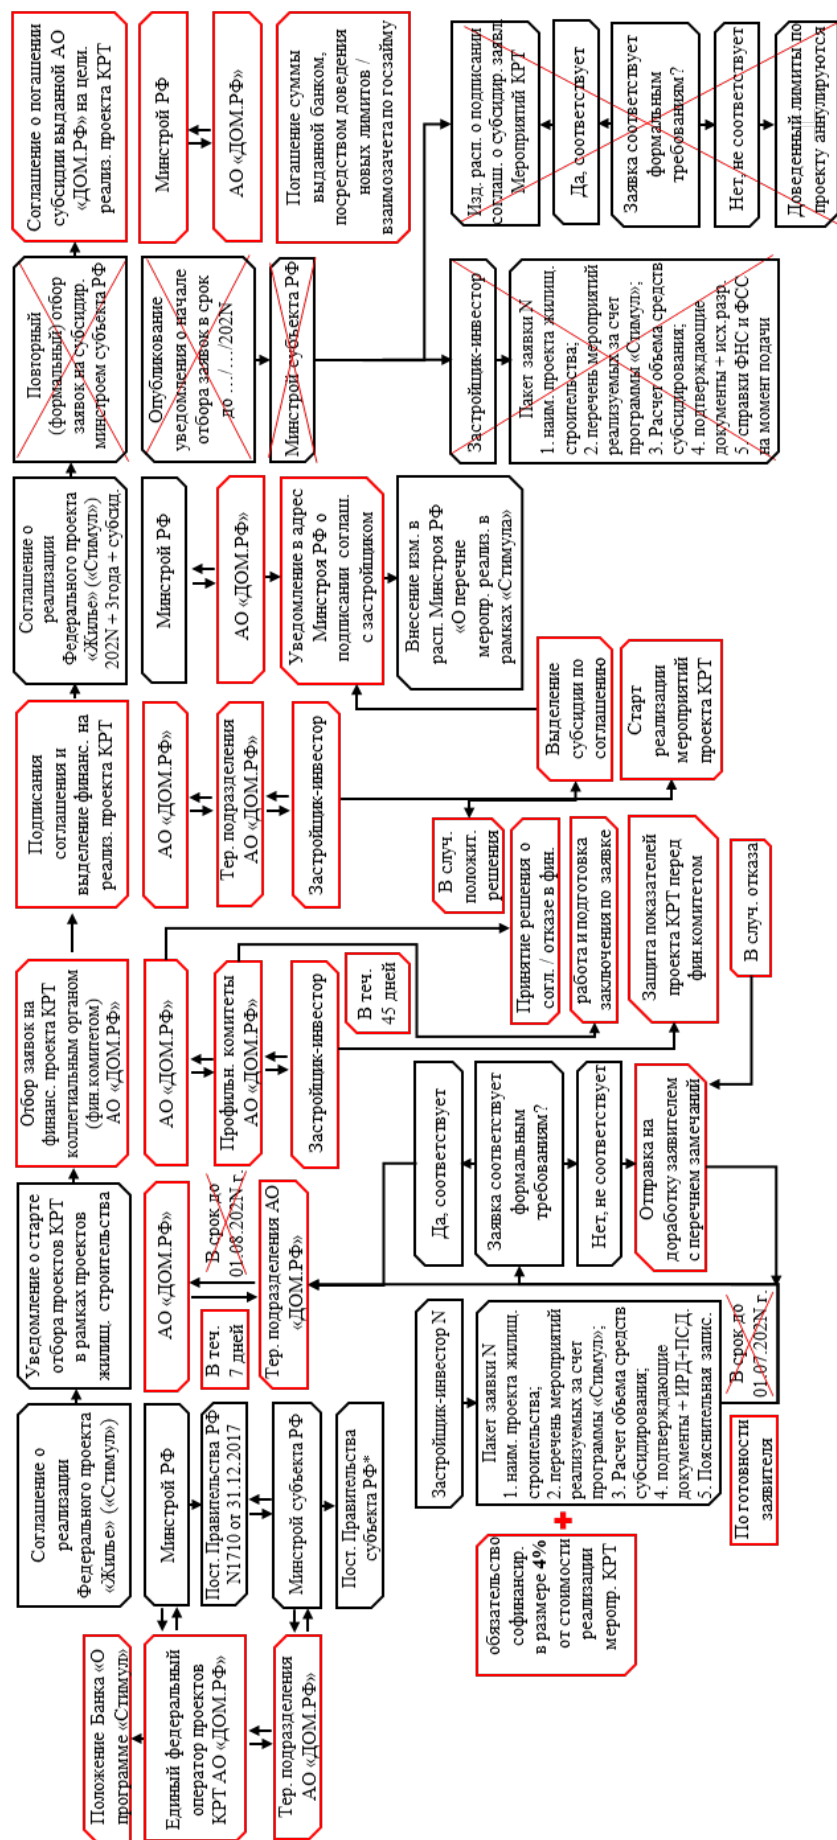 Положение Банка «О
программе «Стимул»
Единый федеральный
оператор проектов
КРТ АО «ДОМ.РФ»
Тер. подразделения
АО «ДОМ.РФ»
Соглашение о
реализации
Федерального проекта
«Жилье» («Стимул»)
Минстрой РФ
Пост. Правительства РФ
N1710 от 31.12.2017
Минстрой субъекта РФ
Пост. Правительства
субъекта РФ*
обязательство
софинансир.
в размере 4%
от стоимости
реализации
меропр. КРТ
Уведомление о старте
отбора проектов КРТ
в рамках проектов
жилищ. строительства
АО «ДОМ.РФ»
В теч.
7 дней
В срок до
01.08.202N г.
Тер. подразделения АО
«ДОМ.РФ»
Застройщик-инвестор N
Пакет заявки N
1. наим. проекта жилищ.
строительства;
2. перечень мероприятий
реализуемых за счет
программы «Стимул»;
3. Расчет объема средств
субсидирования;
4. подтверждающие
документы + ИРД+ПСД.
5. Пояснительная запис.
По готовности
заявителя
В срок до
01.07.202N г.
Отбор заявок на
финанс. проекта КРТ
коллегиальным органом
(фин.комитетом)
АО «ДОМ.РФ»
АО «ДОМ.РФ»
Профильн. комитеты
АО «ДОМ.РФ»
Застройщик-инвестор
В теч.
45 дней
Да, соответствует
Заявка соответствует
формальным
требованиям?
Нет, не соответствует
Отправка на
доработку заявителем
с перечнем замечаний
Подписания
соглашения и
выделение финанс. на
реализ. проекта КРТ
АО «ДОМ.РФ»
Тер. подразделения
АО «ДОМ.РФ»
Застройщик-инвестор
В случ.
положит.
решения
Принятие решения о
согл./ отказе в фин.
работа и подготовка
заключения по заявке
Защита показателей
проекта КРТ перед
фин.комитетом
В случ. отказа
Выделение
субсидии по
соглашению
Старт
реализации
мероприятий
проекта КРТ
Соглашение о
реализации
Федерального проекта
«Жилье» («Стимул»)
202N + 3года + субсид.
Минстрой РФ
АО «ДОМ.РФ»
Уведомление в адрес
Минстроя РФ о
подписании соглаш.
с застройщиком
Внесение изм. в
расп. Минстроя РФ
«О перечне
меропр. реализ. в
рамках «Стимула»
Повторный
(формальный) отбор
заявок на субсидир.
минстроем субъекта РФ
Опубликование
уведомления о начале
отбора заявок в срок
до …/…/202N
Минстрой субъекта РФ
Застройщик-инвестор
Пакет заявки N
1. наим. проекта жилищ.
строительства;
2. перечень мероприятий
реализуемых за счет
программы «Стимул»;
3. Расчет объема средств
субсидирования;
4. подтверждающие
документы + исх.разр.
5. справки ФНС и ФСС
на момент подачи
Соглашение о погашении
субсидии выданной АО
«ДОМ.РФ» на цели.
реализ. проекта КРТ
Минстрой РФ
АО «ДОМ.РФ»
Погашение суммы
выданной банком,
посредством доведения
новых лимитов /
взаимозачета по госзайму
Изд. расп. о подписании
соглаш. о субсидир. заявл.
Мероприятий КРТ
Да, соответствует
Заявка соответствует
формальным
требованиям?
Нет, не соответствует
Доведенный лимиты по
проекту аннулируются